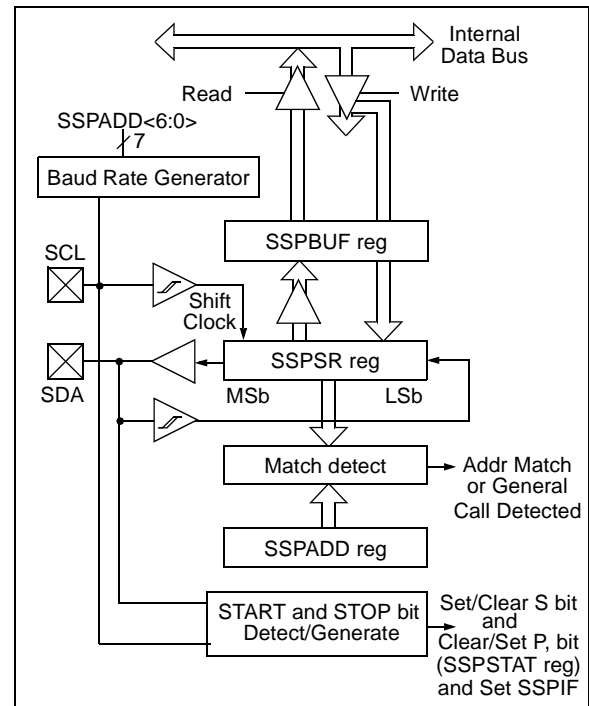 Internal
Data Bus
Read
Write
SSPADD<6:0>
7
Baud Rate Generator
SSPBUF reg
SCL
Shift
Clock
SSPSR reg
SDA
MSb
LSb
Match detect
Addr Match
or General
Call Detected
SSPADD reg
START and STOP bit
Detect/Generate
Set/Clear S bit
and
Clear/Set P, bit
(SSPSTAT reg)
and Set SSPIF